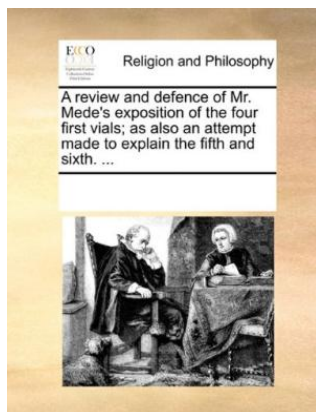 ECCO
Religion and Philosophy
A review and defence of Mr.
Mede's exposition of the four
first vials; as also an attempt
made to explain the fifth and
sixth. ...